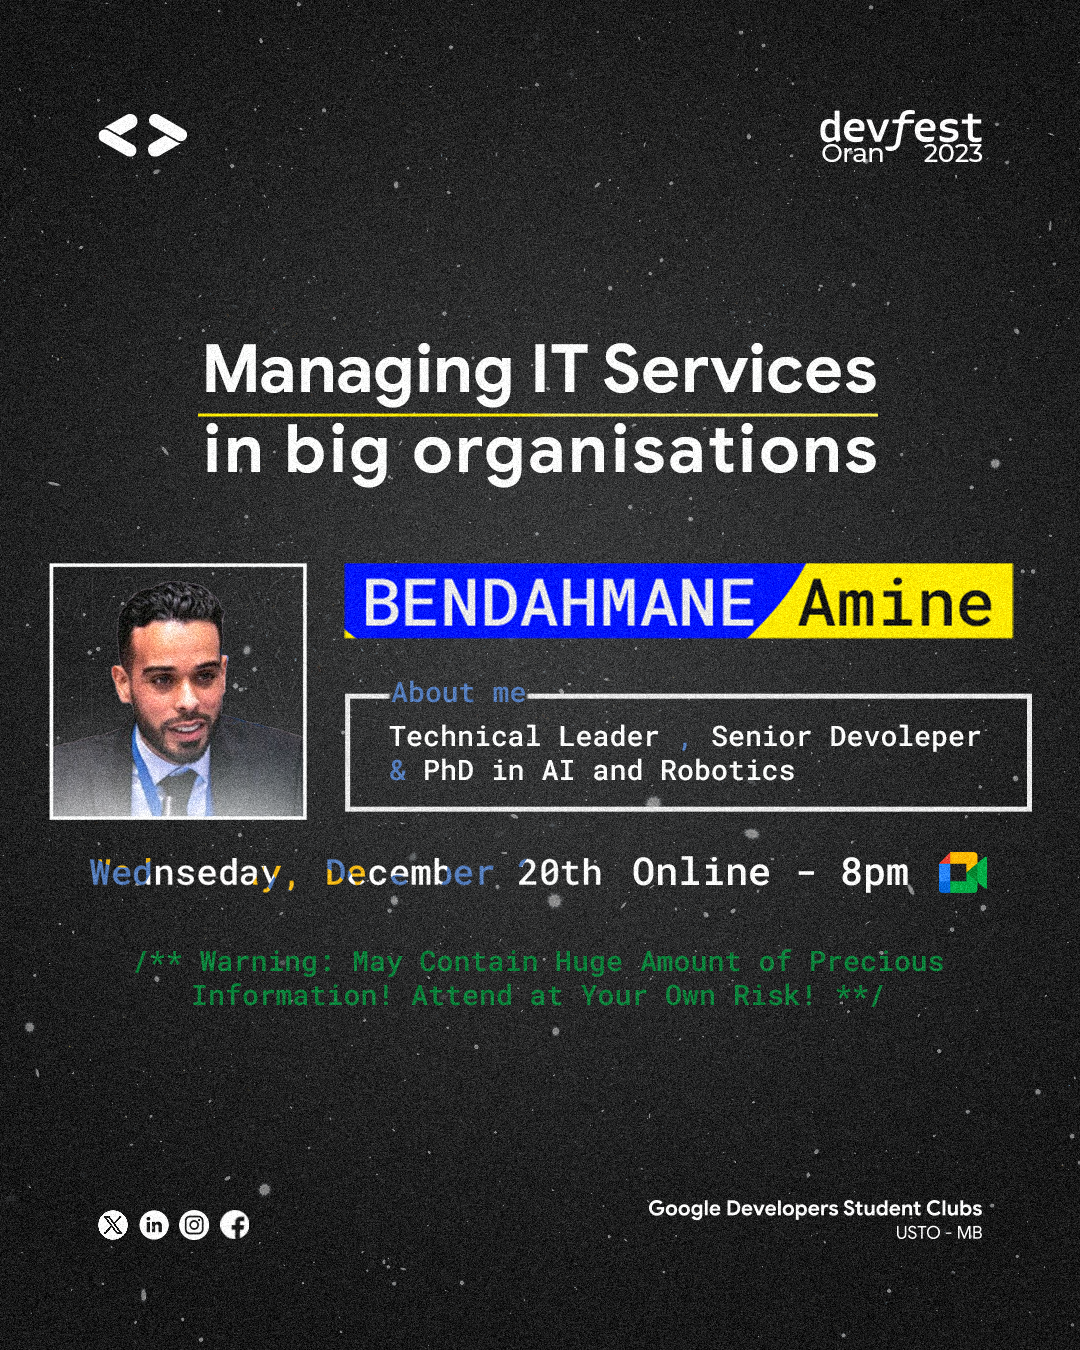 < >
devfest
Oran 2023
Managing IT Services
in big organisations
BENDAHMANE Amine
About me
Technical Leader , Senior Devoleper
& PhD in AI and Robotics
Wednseday, December 20th Online - 8pm
/** Warning: May Contain Huge Amount of Precious
Information! Attend at Your Own Risk! **/
X in f
Google Developers Student Clubs
USTO - MB